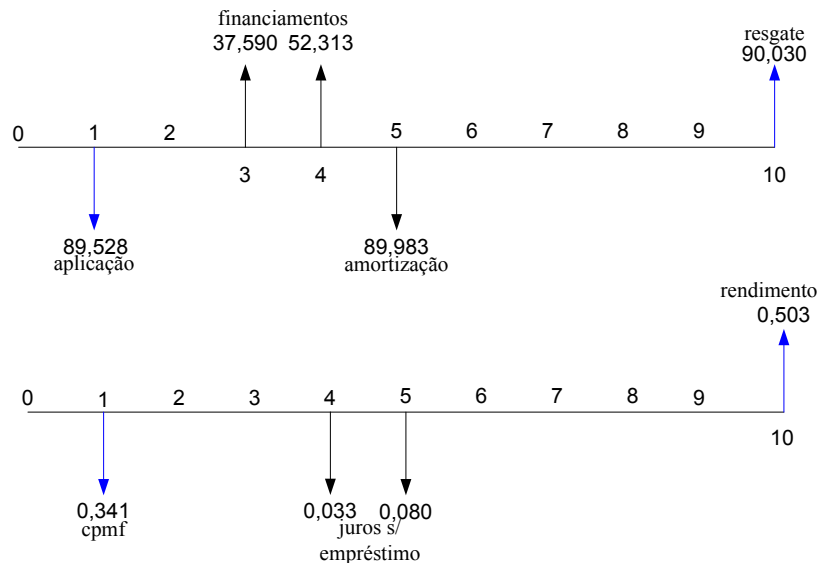 financiamentos
37,590 52,313
resgate
90,030
0 1 2 5 6 7 8 9
3 4 10
89,528 89,983
aplicação amortização
rendimento
0,503
0 1 2 3 4 5 6 7 8 9
10
0,341 0,033 0,080
cpmf juros s/
empréstimo